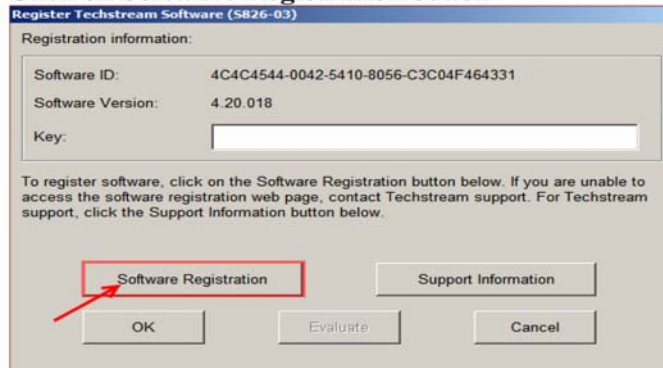 Register Techstream Software (S826-03)
Registration information:
Software ID: 4C4C4544-0042-5410-8056-C3C04F464331
Software Version: 4.20.018
Key:
To register software, click on the Software Registration button below. If you are unable to
access the software registration web page, contact Techstream support. For Techstream
support, click the Support Information button below.
Software Registration Support Information
OK Evaluate Cancel